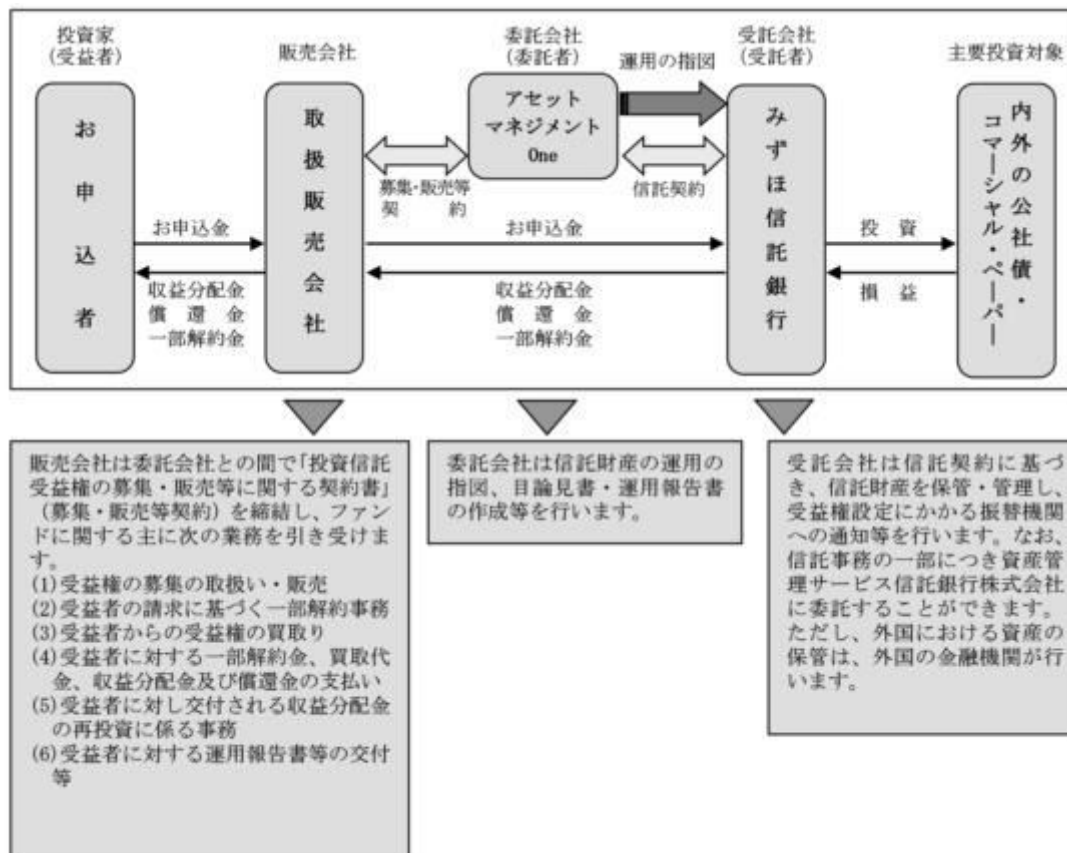 投資家
(受益者)
販売会社
委託会社
(委託者)
運用の指図
受託会社
(受託者)
主要投資対象
お申込者
取扱販売会社
アセット
マネジメント
One
みずほ信託銀行
内外の公社債・
コマーシャル・ペーパー
募集・販売等
契　約
信託契約
お申込金
お申込金
投　資
収益分配金
償　還　金
一部解約金
収益分配金
償　還　金
一部解約金
損　益
販売会社は委託会社との間で「投資信託
受益権の募集・販売等に関する契約書」
（募集・販売等契約）を締結し、ファン
ドに関する主に次の業務を引き受けま
す。
(1)受益権の募集の取扱い・販売
(2)受益者の請求に基づく一部解約事務
(3)受益者からの受益権の買取り
(4)受益者に対する一部解約金、買取代
金、収益分配金及び償還金の支払い
(5)受益者に対し交付される収益分配金
の再投資に係る事務
(6)受益者に対する運用報告書等の交付
等
委託会社は信託財産の運用の
指図、目論見書・運用報告書
の作成等を行います。
受託会社は信託契約に基づ
き、信託財産を保管・管理し、
受益権設定にかかる振替機関
への通知等を行います。なお、
信託事務の一部につき資産管
理サービス信託銀行株式会社
に委託することができます。
ただし、外国における資産の
保管は、外国の金融機関が行
います。